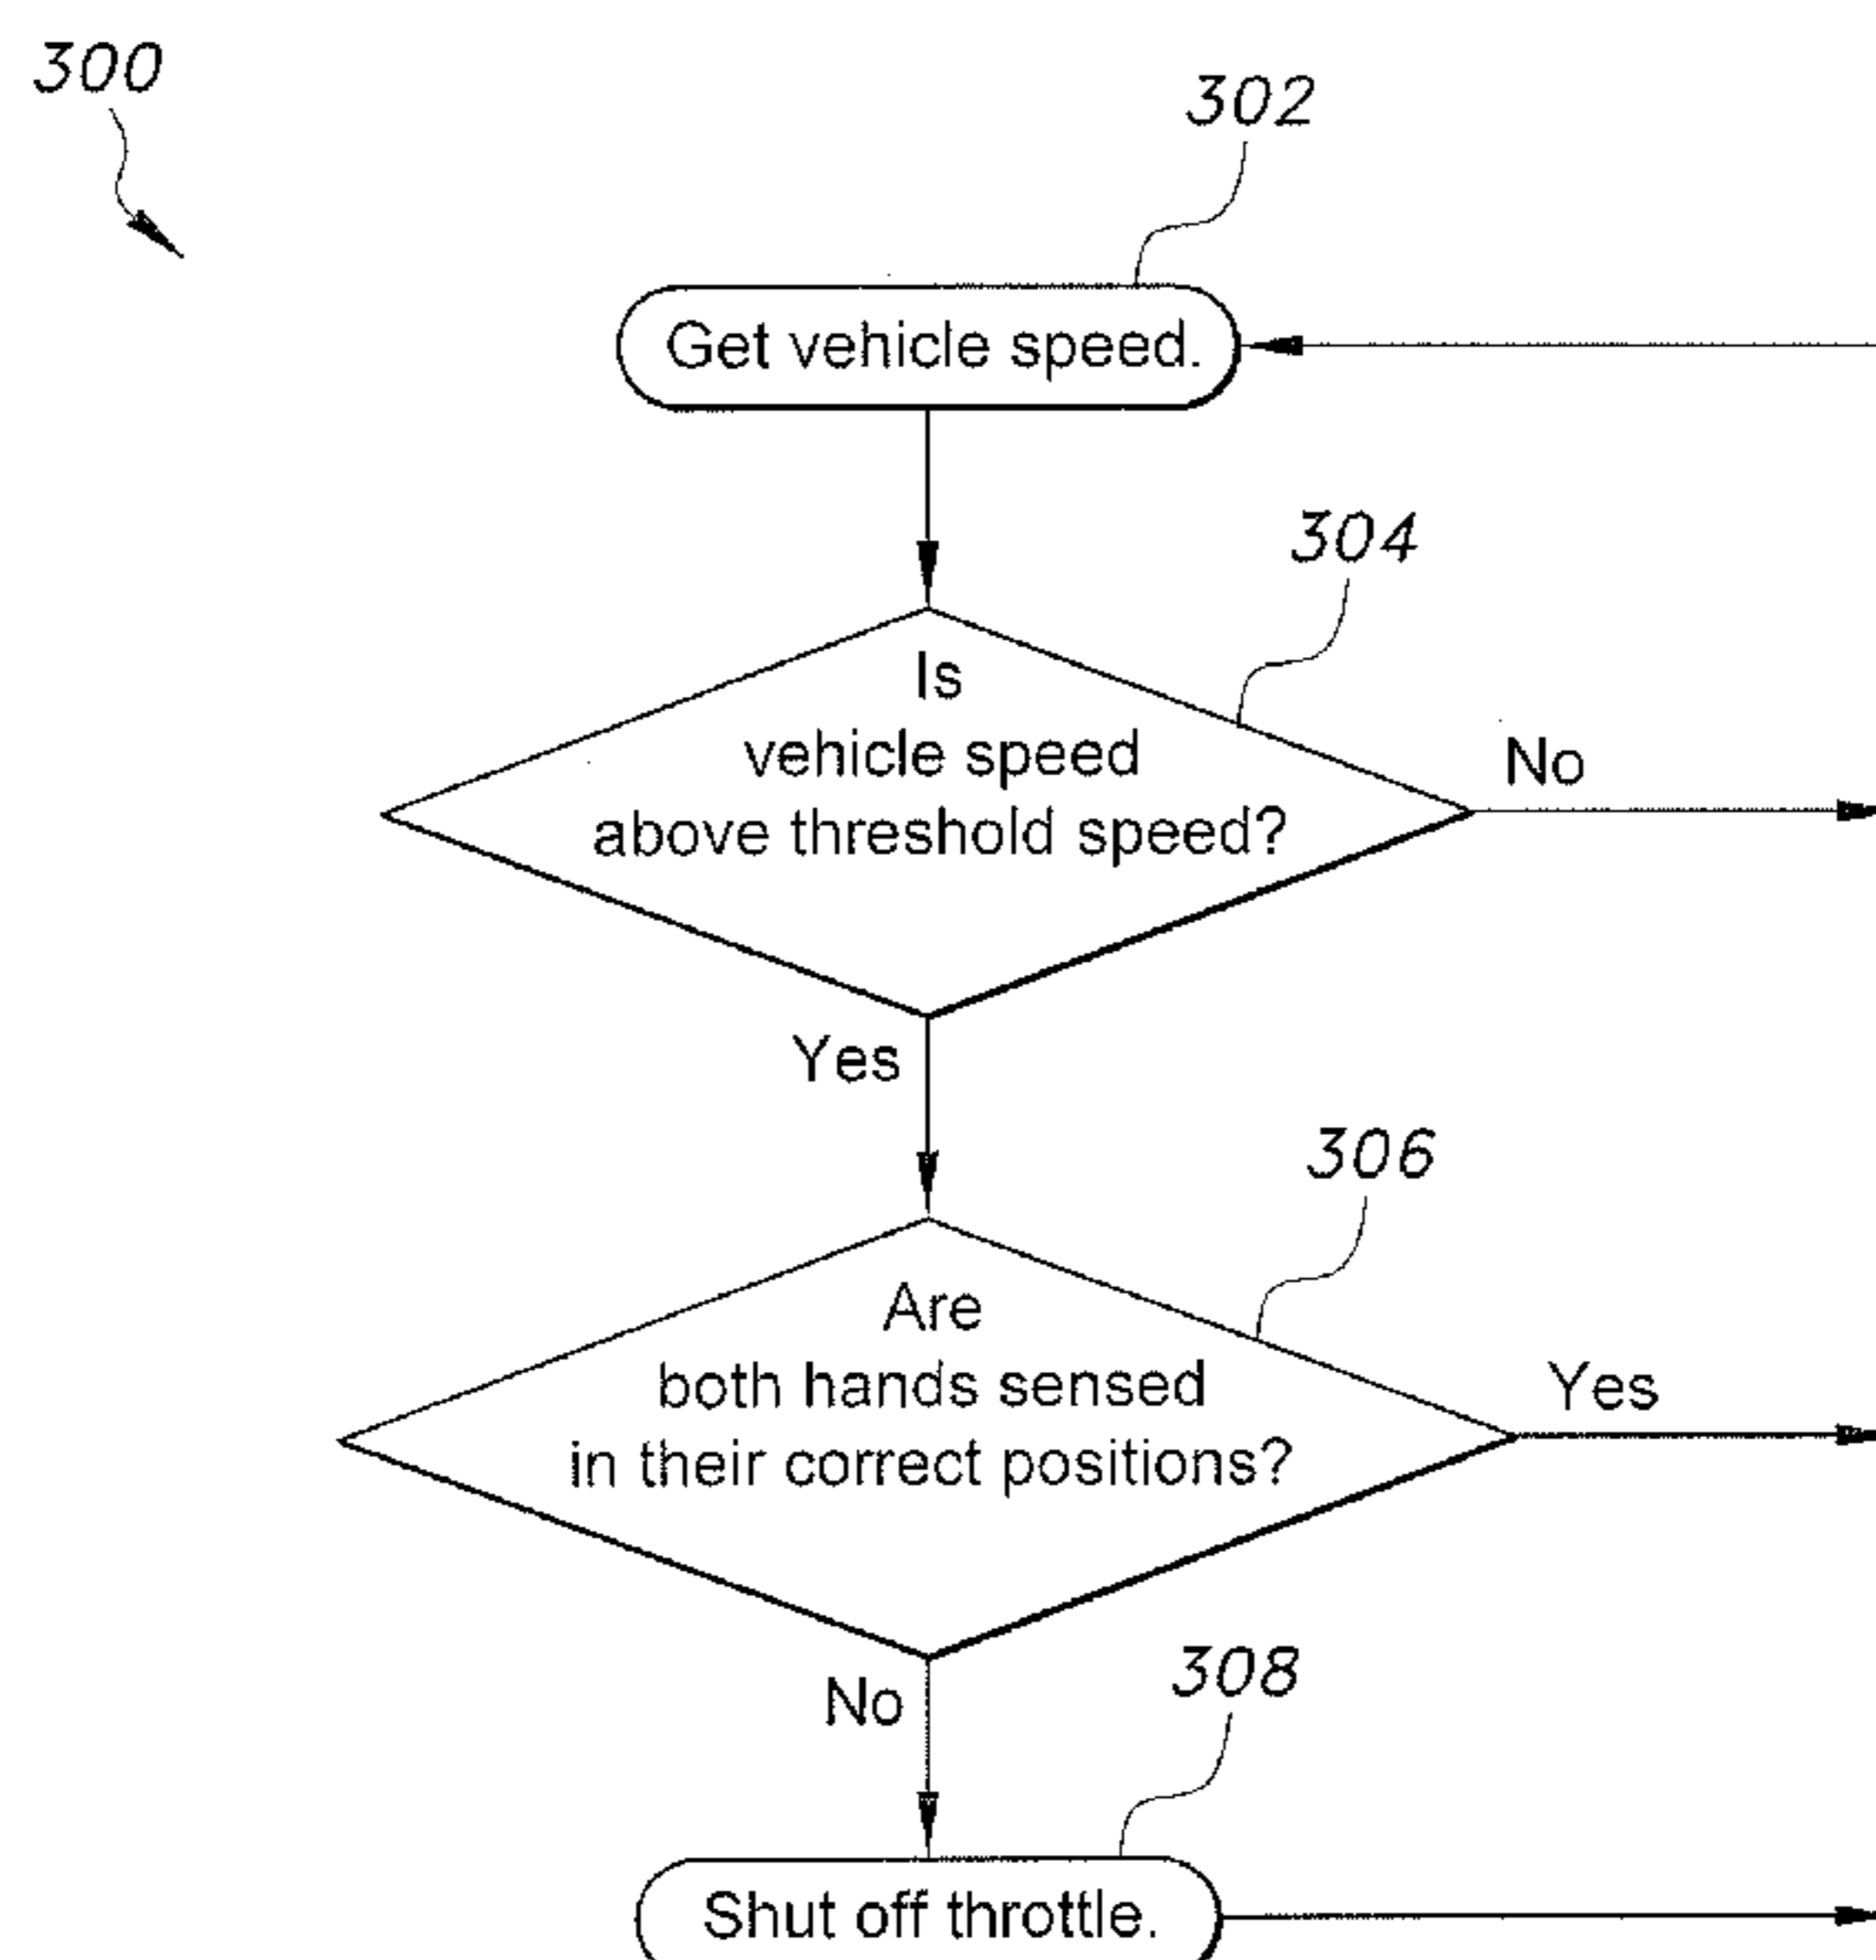 300
302
Get vehicle speed.
304
Is
vehicle speed
above threshold speed?
No
Yes
306
Are
both hands sensed
in their correct positions?
Yes
No
308
Shut off throttle.